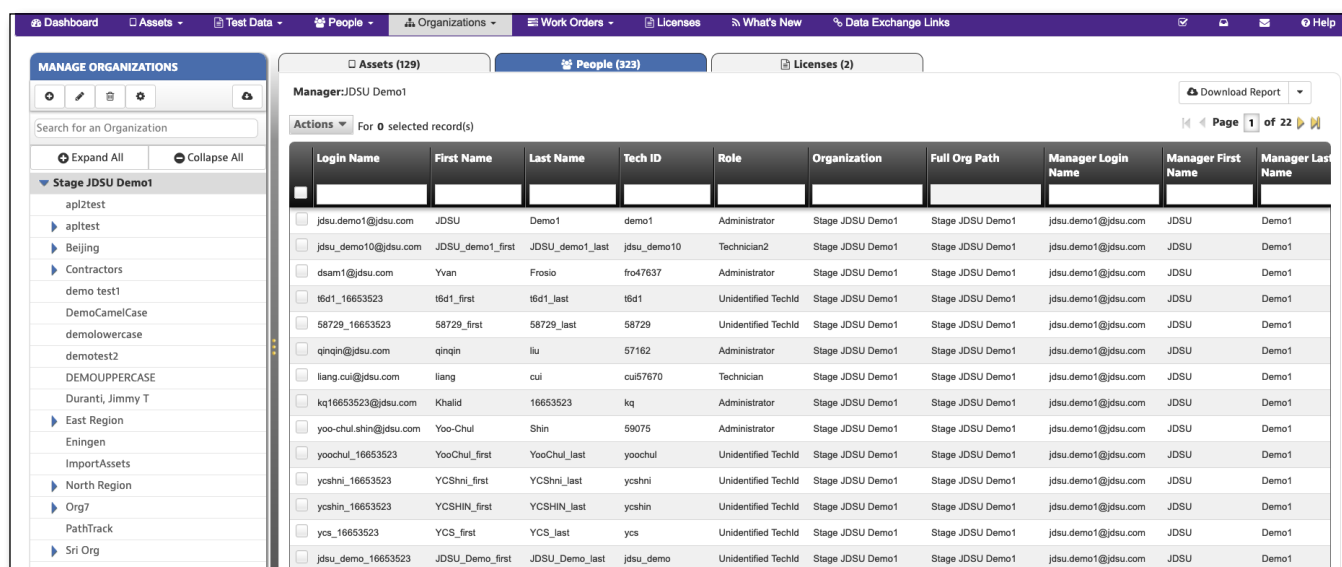 Dashboard Assets Test Data People Organizations Work Orders Licenses What's New Data Exchange Links Help
MANAGE ORGANIZATIONS
Search for an Organization
Expand All Collapse All
Stage JDSU Demo1
apl2test
apltest
Beijing
Contractors
demo test1
DemoCamelCase
demolowercase
demotest2
DEMOUPPERCASE
Duranti, Jimmy T
East Region
Eningen
ImportAssets
North Region
Org7
PathTrack
Sri Org
Assets (129) People (323) Licenses (2)
Manager:JDSU Demo1 Download Report
Actions For 0 selected record(s) Page 1 of 22
Login Name First Name Last Name Tech ID Role Organization Full Org Path Manager Login Name Manager First Name Manager Last Name
jdsu.demo1@jdsu.com JDSU Demo1 demo1 Administrator Stage JDSU Demo1 Stage JDSU Demo1 jdsu.demo1@jdsu.com JDSU Demo1
jdsu_demo10@jdsu.com JDSU_demo1_first JDSU_demo1_last jdsu_demo10 Technician2 Stage JDSU Demo1 Stage JDSU Demo1 jdsu.demo1@jdsu.com JDSU Demo1
dsam1@jdsu.com Yvan Frosio fro47637 Administrator Stage JDSU Demo1 Stage JDSU Demo1 jdsu.demo1@jdsu.com JDSU Demo1
t6d1_16653523 t6d1_first t6d1_last t6d1 Unidentified TechId Stage JDSU Demo1 Stage JDSU Demo1 jdsu.demo1@jdsu.com JDSU Demo1
58729_16653523 58729_first 58729_last 58729 Unidentified TechId Stage JDSU Demo1 Stage JDSU Demo1 jdsu.demo1@jdsu.com JDSU Demo1
qinqin@jdsu.com qinqin liu 57162 Administrator Stage JDSU Demo1 Stage JDSU Demo1 jdsu.demo1@jdsu.com JDSU Demo1
liang.cui@jdsu.com liang cui cui57670 Technician Stage JDSU Demo1 Stage JDSU Demo1 jdsu.demo1@jdsu.com JDSU Demo1
kq16653523@jdsu.com Khalid 16653523 kq Administrator Stage JDSU Demo1 Stage JDSU Demo1 jdsu.demo1@jdsu.com JDSU Demo1
yoo-chul.shin@jdsu.com Yoo-Chul Shin 59075 Administrator Stage JDSU Demo1 Stage JDSU Demo1 jdsu.demo1@jdsu.com JDSU Demo1
yoochul_16653523 YooChul_first YooChul_last yoochul Unidentified TechId Stage JDSU Demo1 Stage JDSU Demo1 jdsu.demo1@jdsu.com JDSU Demo1
ycshni_16653523 YCShni_first YCShni_last ycshni Unidentified TechId Stage JDSU Demo1 Stage JDSU Demo1 jdsu.demo1@jdsu.com JDSU Demo1
ycshin_16653523 YCSHIN_first YCSHIN_last ycshin Unidentified TechId Stage JDSU Demo1 Stage JDSU Demo1 jdsu.demo1@jdsu.com JDSU Demo1
ycs_16653523 YCS_first YCS_last ycs Unidentified TechId Stage JDSU Demo1 Stage JDSU Demo1 jdsu.demo1@jdsu.com JDSU Demo1
jdsu_demo_16653523 JDSU_Demo_first JDSU_Demo_last jdsu_demo Unidentified TechId Stage JDSU Demo1 Stage JDSU Demo1 jdsu.demo1@jdsu.com JDSU Demo1